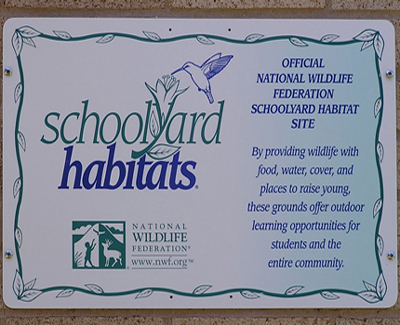 schoolyard
habitats®
NATIONAL
WILDLIFE
FEDERATION®
www.nwf.org™
OFFICIAL
NATIONAL WILDLIFE
FEDERATION
SCHOOLYARD HABITAT
SITE
By providing wildlife with
food, water, cover, and
places to raise young,
these grounds offer outdoor
learning opportunities for
students and the
entire community.